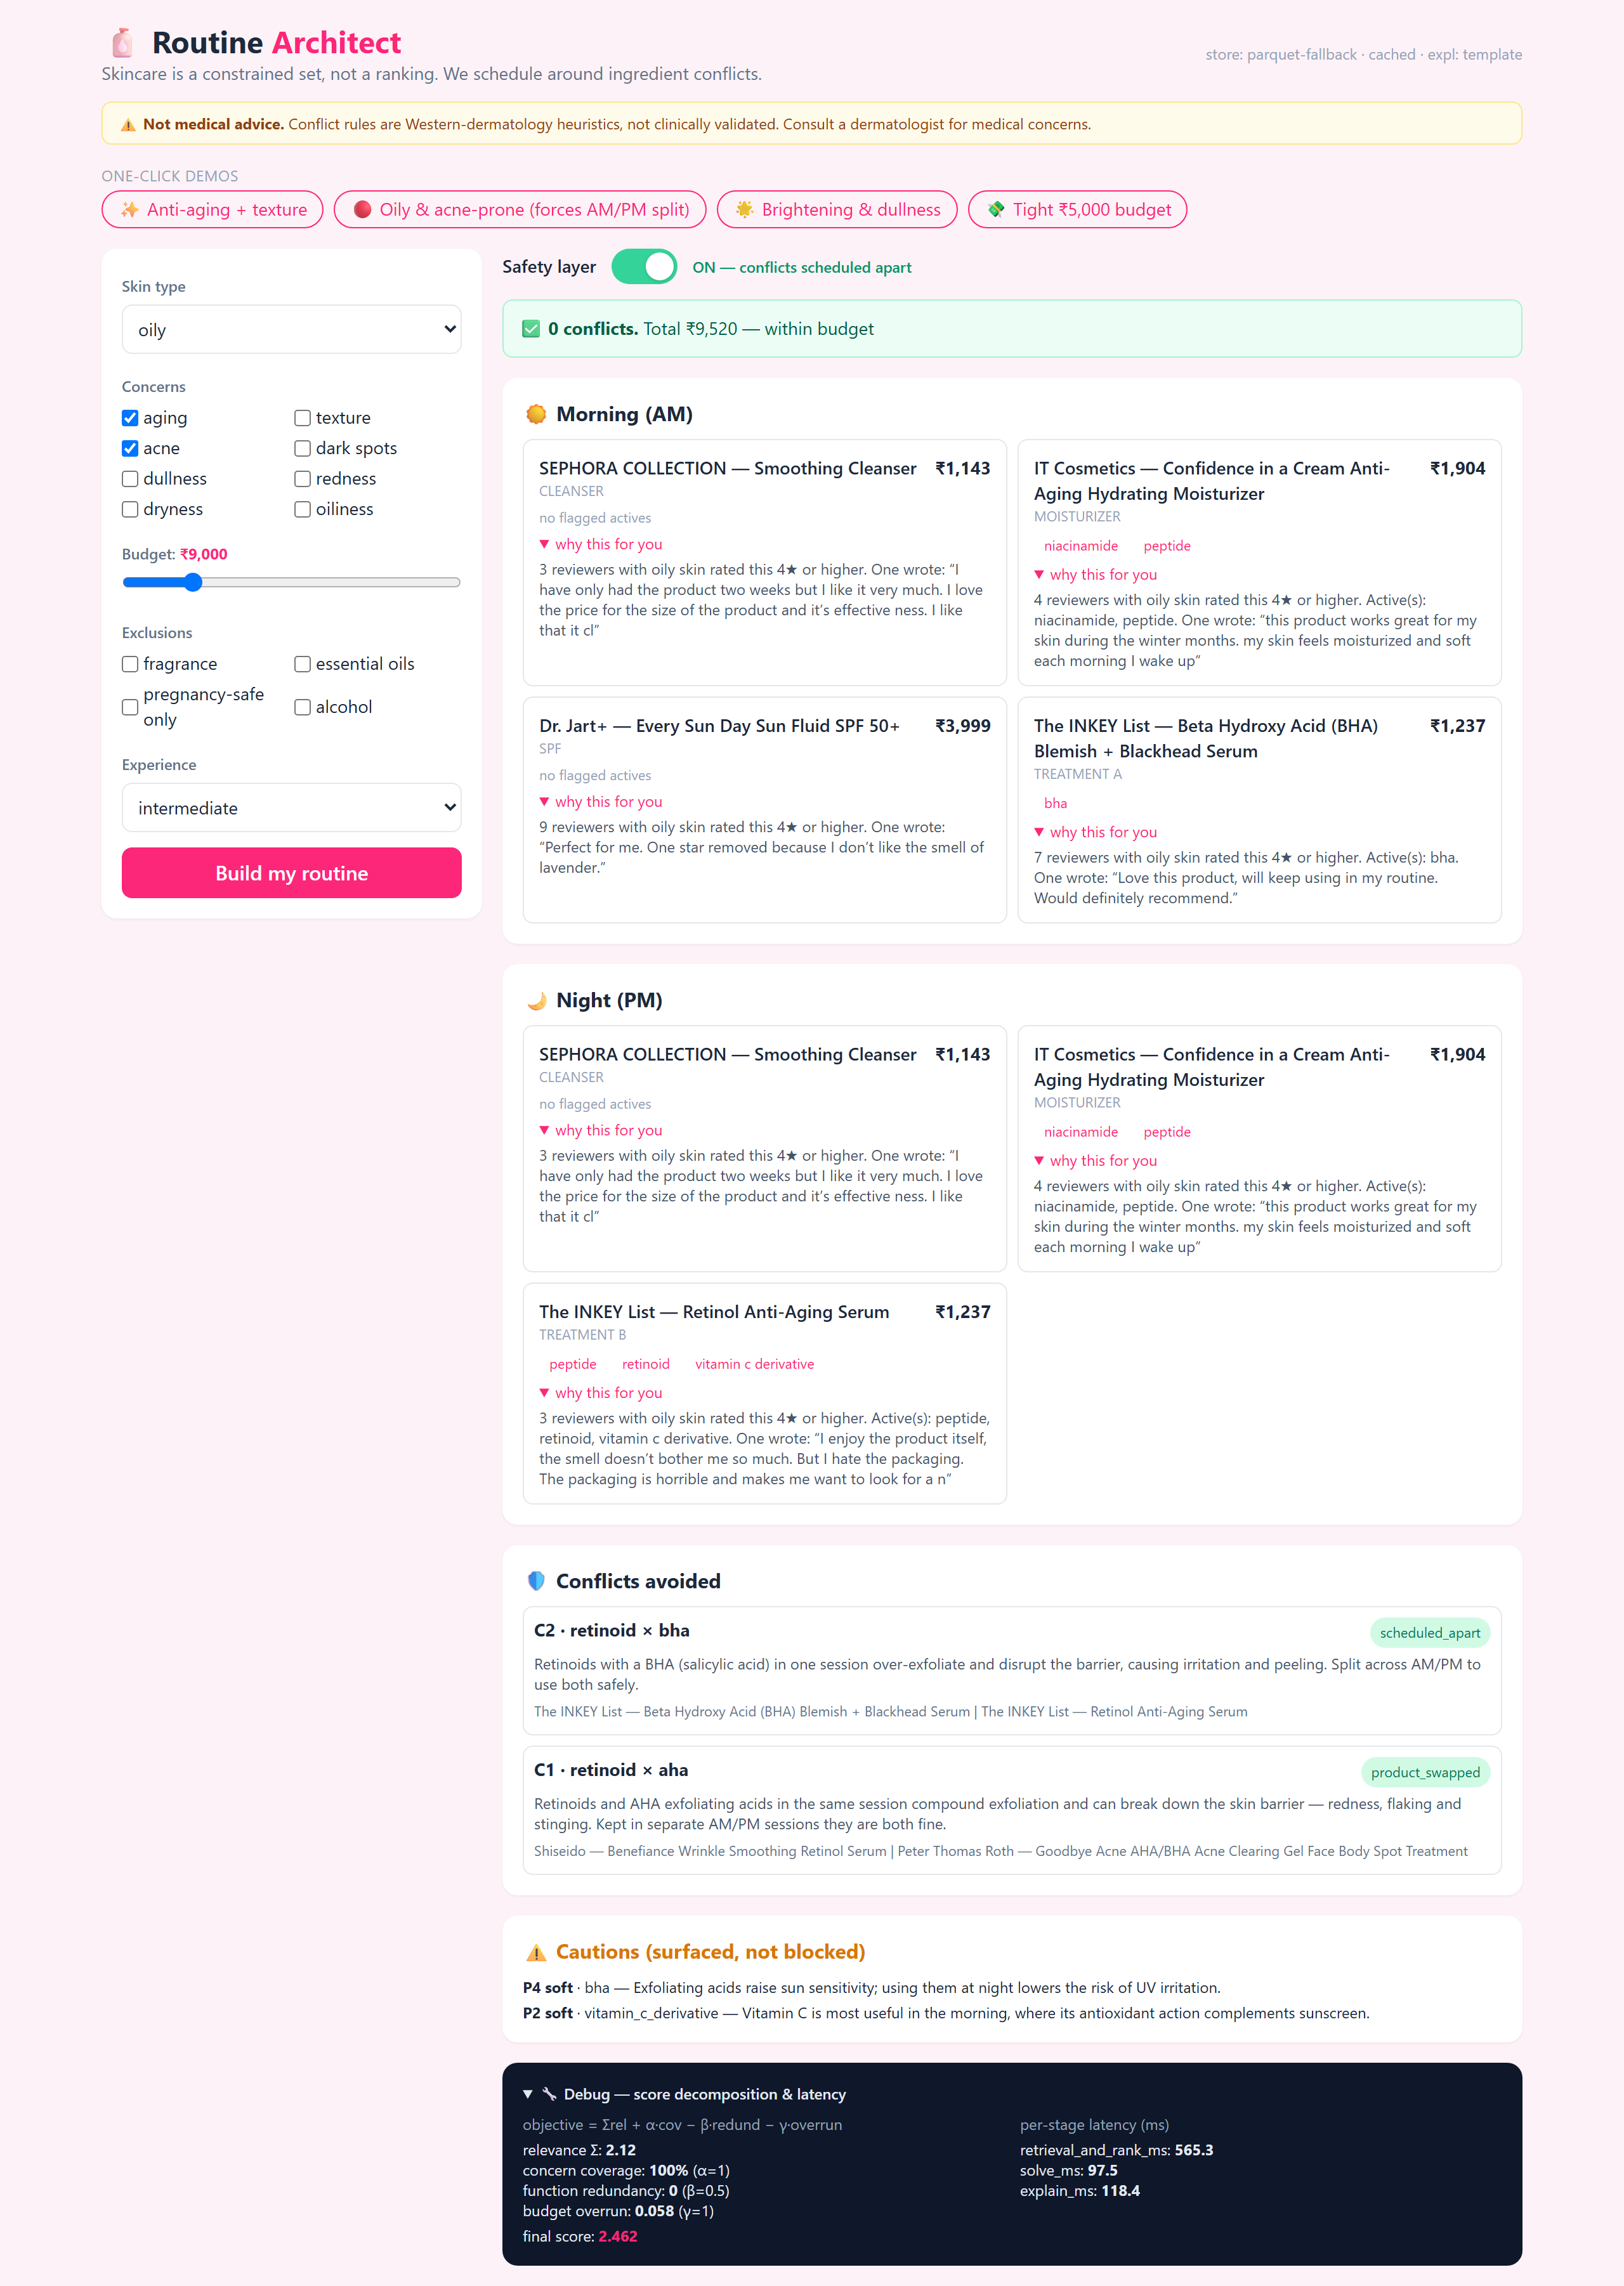 Routine Architect
Skincare is a constrained set, not a ranking. We schedule around ingredient conflicts.
store: parquet-fallback · cached · expl: template
Not medical advice. Conflict rules are Western-dermatology heuristics, not clinically validated. Consult a dermatologist for medical concerns.
ONE-CLICK DEMOS
Anti-aging + texture
Oily & acne-prone (forces AM/PM split)
Brightening & dullness
Tight ₹5,000 budget
Skin type
oily
Concerns
aging
texture
acne
dark spots
dullness
redness
dryness
oiliness
Budget: ₹9,000
Exclusions
fragrance
essential oils
pregnancy-safe
only
alcohol
Experience
intermediate
Build my routine
Safety layer
ON — conflicts scheduled apart
0 conflicts. Total ₹9,520 — within budget
Morning (AM)
SEPHORA COLLECTION — Smoothing Cleanser ₹1,143
CLEANSER
no flagged actives
▼ why this for you
3 reviewers with oily skin rated this 4★ or higher. One wrote: “I
have only had the product two weeks but I like it very much. I love
the price for the size of the product and it’s effective ness. I like
that it cl”
IT Cosmetics — Confidence in a Cream Anti- ₹1,904
Aging Hydrating Moisturizer
MOISTURIZER
niacinamide peptide
▼ why this for you
4 reviewers with oily skin rated this 4★ or higher. Active(s):
niacinamide, peptide. One wrote: “this product works great for my
skin during the winter months. my skin feels moisturized and soft
each morning I wake up”
Dr. Jart+ — Every Sun Day Sun Fluid SPF 50+ ₹3,999
SPF
no flagged actives
▼ why this for you
9 reviewers with oily skin rated this 4★ or higher. One wrote:
“Perfect for me. One star removed because I don’t like the smell of
lavender.”
The INKEY List — Beta Hydroxy Acid (BHA) ₹1,237
Blemish + Blackhead Serum
TREATMENT A
bha
▼ why this for you
7 reviewers with oily skin rated this 4★ or higher. Active(s): bha.
One wrote: “Love this product, will keep using in my routine.
Would definitely recommend.”
Night (PM)
SEPHORA COLLECTION — Smoothing Cleanser ₹1,143
CLEANSER
no flagged actives
▼ why this for you
3 reviewers with oily skin rated this 4★ or higher. One wrote: “I
have only had the product two weeks but I like it very much. I love
the price for the size of the product and it’s effective ness. I like
that it cl”
IT Cosmetics — Confidence in a Cream Anti- ₹1,904
Aging Hydrating Moisturizer
MOISTURIZER
niacinamide peptide
▼ why this for you
4 reviewers with oily skin rated this 4★ or higher. Active(s):
niacinamide, peptide. One wrote: “this product works great for my
skin during the winter months. my skin feels moisturized and soft
each morning I wake up”
The INKEY List — Retinol Anti-Aging Serum ₹1,237
TREATMENT B
peptide retinoid vitamin c derivative
▼ why this for you
3 reviewers with oily skin rated this 4★ or higher. Active(s): peptide,
retinoid, vitamin c derivative. One wrote: “I enjoy the product itself,
the smell doesn’t bother me so much. But I hate the packaging.
The packaging is horrible and makes me want to look for a n”
Conflicts avoided
C2 · retinoid × bha
scheduled_apart
Retinoids with a BHA (salicylic acid) in one session over-exfoliate and disrupt the barrier, causing irritation and peeling. Split across AM/PM to
use both safely.
The INKEY List — Beta Hydroxy Acid (BHA) Blemish + Blackhead Serum | The INKEY List — Retinol Anti-Aging Serum
C1 · retinoid × aha
product_swapped
Retinoids and AHA exfoliating acids in the same session compound exfoliation and can break down the skin barrier — redness, flaking and
stinging. Kept in separate AM/PM sessions they are both fine.
Shiseido — Benefiance Wrinkle Smoothing Retinol Serum | Peter Thomas Roth — Goodbye Acne AHA/BHA Acne Clearing Gel Face Body Spot Treatment
Cautions (surfaced, not blocked)
P4 soft · bha — Exfoliating acids raise sun sensitivity; using them at night lowers the risk of UV irritation.
P2 soft · vitamin_c_derivative — Vitamin C is most useful in the morning, where its antioxidant action complements sunscreen.
▼ Debug — score decomposition & latency
objective = Σrel + α·cov − β·redund − γ·overrun
relevance Σ: 2.12
concern coverage: 100% (α=1)
function redundancy: 0 (β=0.5)
budget overrun: 0.058 (γ=1)
final score: 2.462
per-stage latency (ms)
retrieval_and_rank_ms: 565.3
solve_ms: 97.5
explain_ms: 118.4